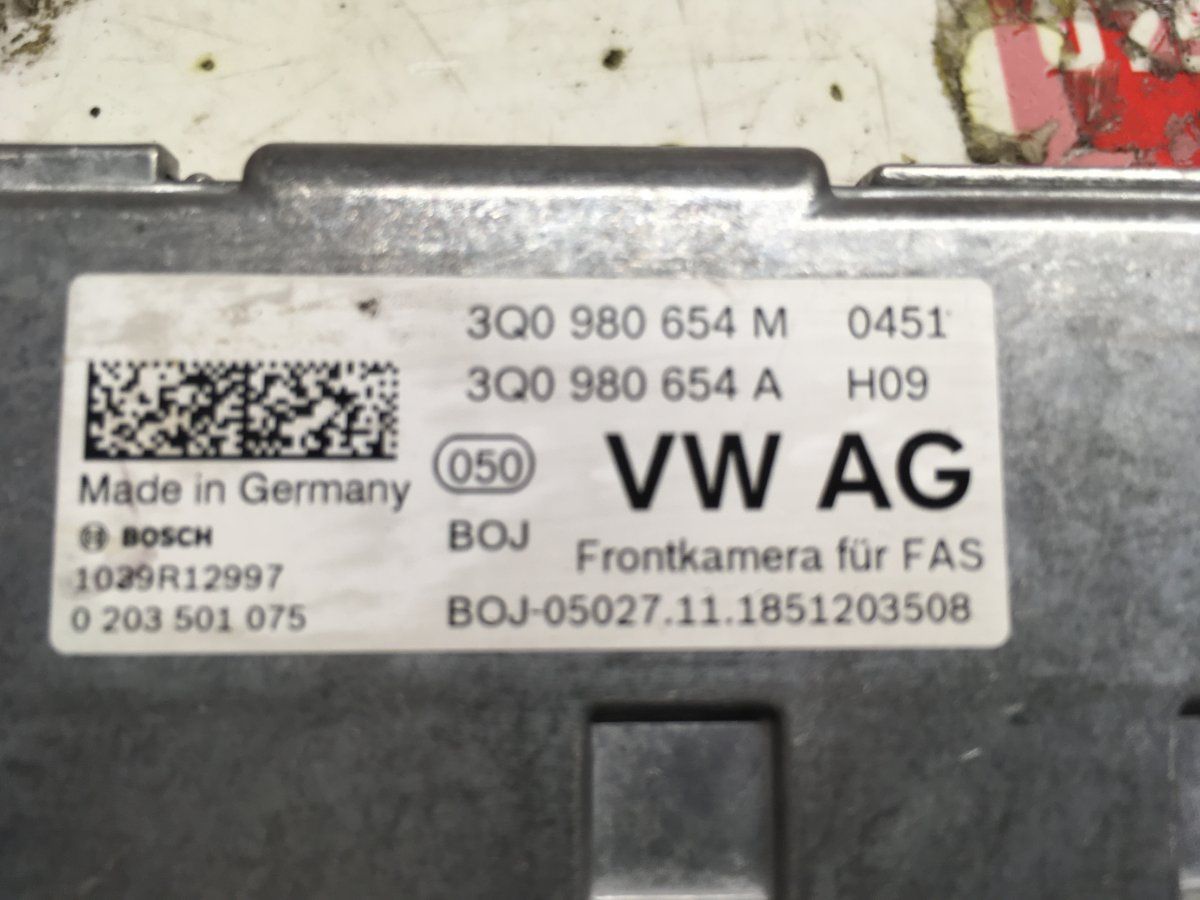 3Q0 980 654 M 0451
3Q0 980 654 A H09
050 VW AG
Made in Germany
BOSCH BOJ
Frontkamera für FAS
1039R12997
0 203 501 075 BOJ-05027.11.1851203508